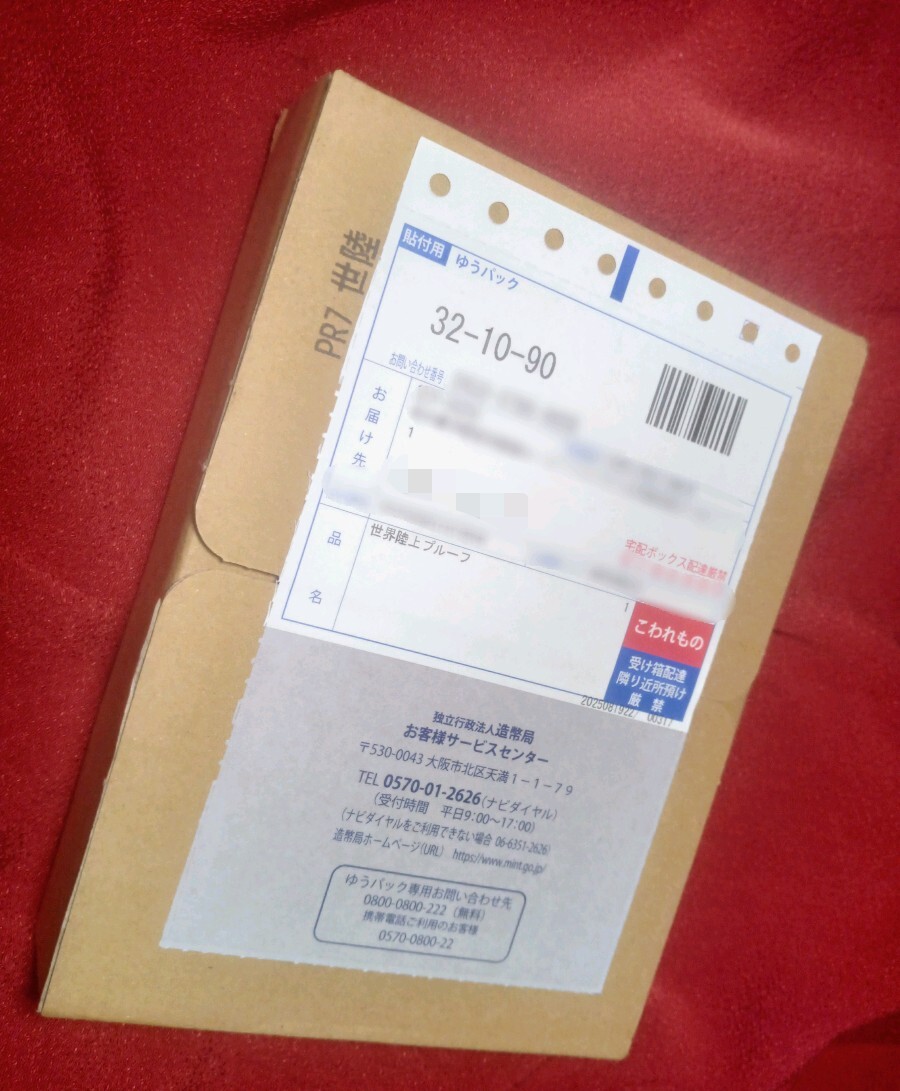 PR7 世陸
貼付用 ゆうパック
32-10-90
お問い合わせ番号
お届け先
1
宅配ボックス配達厳禁
品名
世界陸上プルーフ
1
こわれもの
受け箱配達
隣り近所預け
厳禁
独立行政法人造幣局
お客様サービスセンター
〒530-0043 大阪市北区天満1-1-79
TEL 0570-01-2626(ナビダイヤル)
(受付時間 平日9:00~17:00)
(ナビダイヤルをご利用できない場合 06-6351-2626)
造幣局ホームページ(URL) https://www.mint.go.jp/
ゆうパック専用お問い合わせ先
0800-0800-222(無料)
携帯電話ご利用のお客様
0570-0800-22